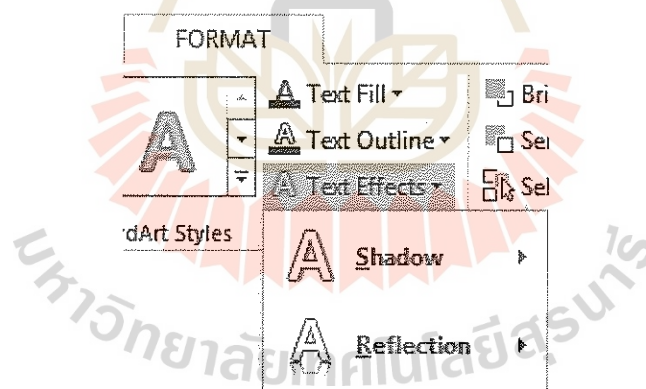 FORMAT
Text Fill
Bri
Text Outline
Sel
Text Effects
Sel
rdArt Styles
Shadow
Reflection
มหาวิทยาลัยเทคโนโลยีสุรนารี